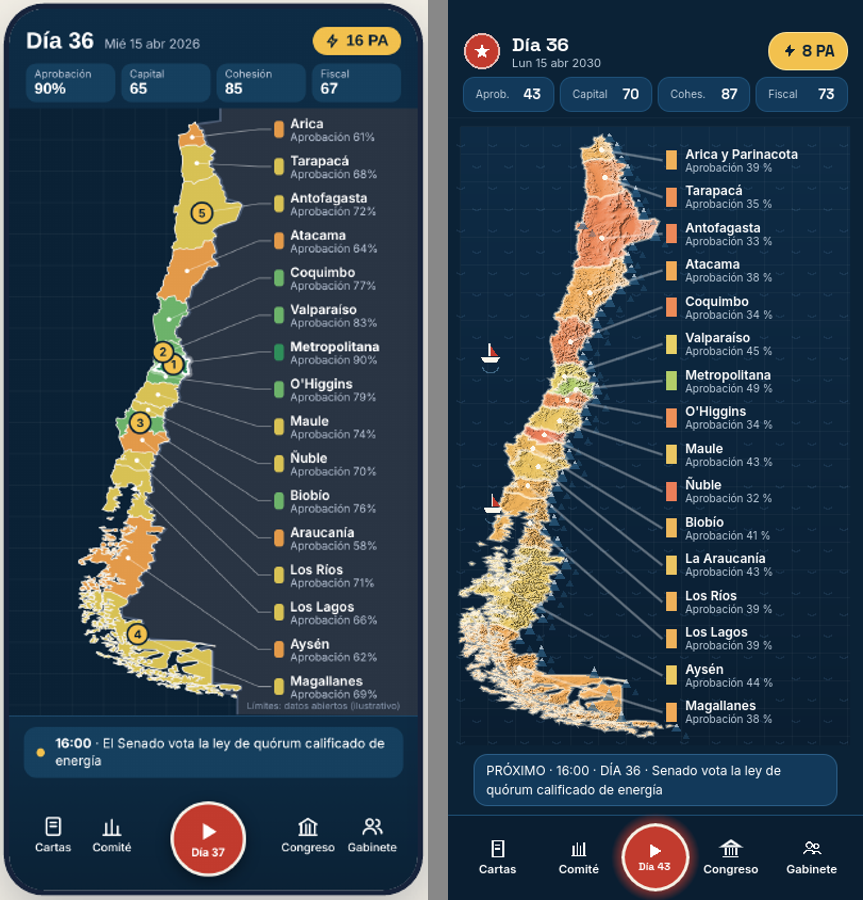 Día 36 Mié 15 abr 2026
16 PA
Aprobación Capital Cohesión Fiscal
90% 65 85 67
Arica
Aprobación 61%
Tarapacá
Aprobación 68%
Antofagasta
Aprobación 72%
5
Atacama
Aprobación 64%
Coquimbo
Aprobación 77%
Valparaíso
Aprobación 83%
2
1
Metropolitana
Aprobación 90%
O'Higgins
Aprobación 79%
Maule
Aprobación 74%
3
Ñuble
Aprobación 70%
Biobío
Aprobación 76%
Araucanía
Aprobación 58%
Los Ríos
Aprobación 71%
Los Lagos
Aprobación 66%
4
Aysén
Aprobación 62%
Magallanes
Aprobación 69%
Límites: datos abiertos (ilustrativo)
16:00 · El Senado vota la ley de quórum calificado de
energía
Cartas Comité Día 37 Congreso Gabinete
Día 36
Lun 15 abr 2030
8 PA
Aprob. 43 Capital 70 Cohes. 87 Fiscal 73
Arica y Parinacota
Aprobación 39 %
Tarapacá
Aprobación 35 %
Antofagasta
Aprobación 33 %
Atacama
Aprobación 38 %
Coquimbo
Aprobación 34 %
Valparaíso
Aprobación 45 %
Metropolitana
Aprobación 49 %
O'Higgins
Aprobación 34 %
Maule
Aprobación 43 %
Ñuble
Aprobación 32 %
Biobío
Aprobación 41 %
La Araucanía
Aprobación 43 %
Los Ríos
Aprobación 39 %
Los Lagos
Aprobación 39 %
Aysén
Aprobación 44 %
Magallanes
Aprobación 38 %
PRÓXIMO · 16:00 · DÍA 36 · Senado vota la ley de
quórum calificado de energía
Cartas Comité Día 43 Congreso Gabinete